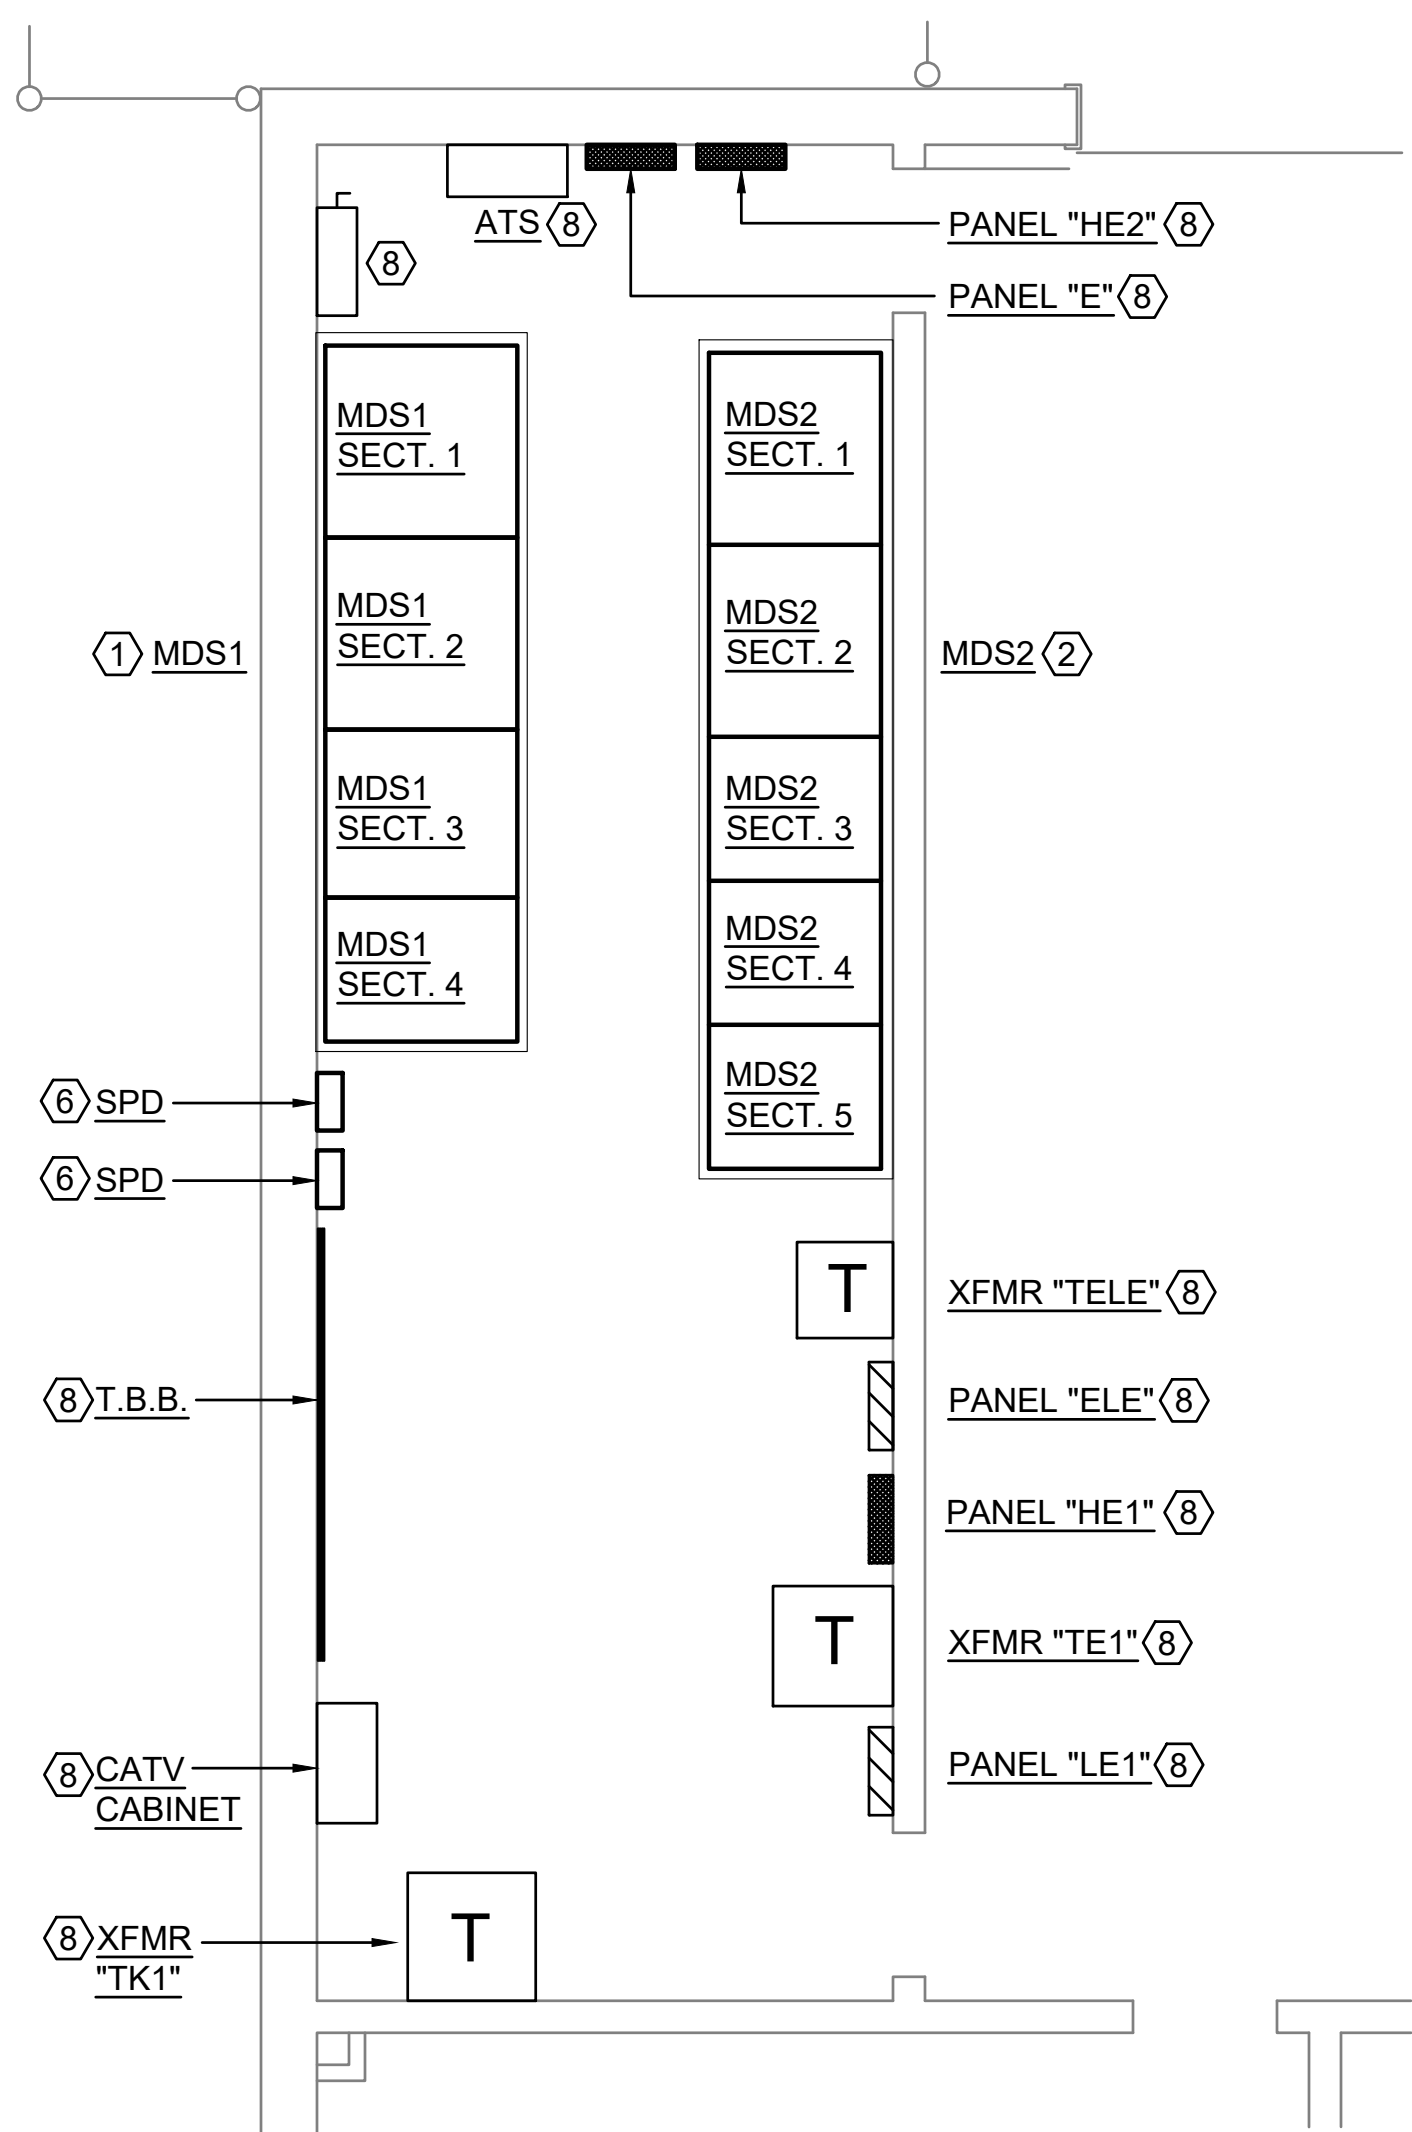 ATS 8
PANEL "HE2" 8
8
PANEL "E" 8
MDS1
SECT. 1
MDS2
SECT. 1
MDS1
SECT. 2
MDS2
SECT. 2
1 MDS1
MDS2 2
MDS1
SECT. 3
MDS2
SECT. 3
MDS1
SECT. 4
MDS2
SECT. 4
MDS2
SECT. 5
6 SPD
6 SPD
T
XFMR "TELE" 8
8 T.B.B.
PANEL "ELE" 8
PANEL "HE1" 8
T
XFMR "TE1" 8
8 CATV
CABINET
PANEL "LE1" 8
8 XFMR
"TK1"
T